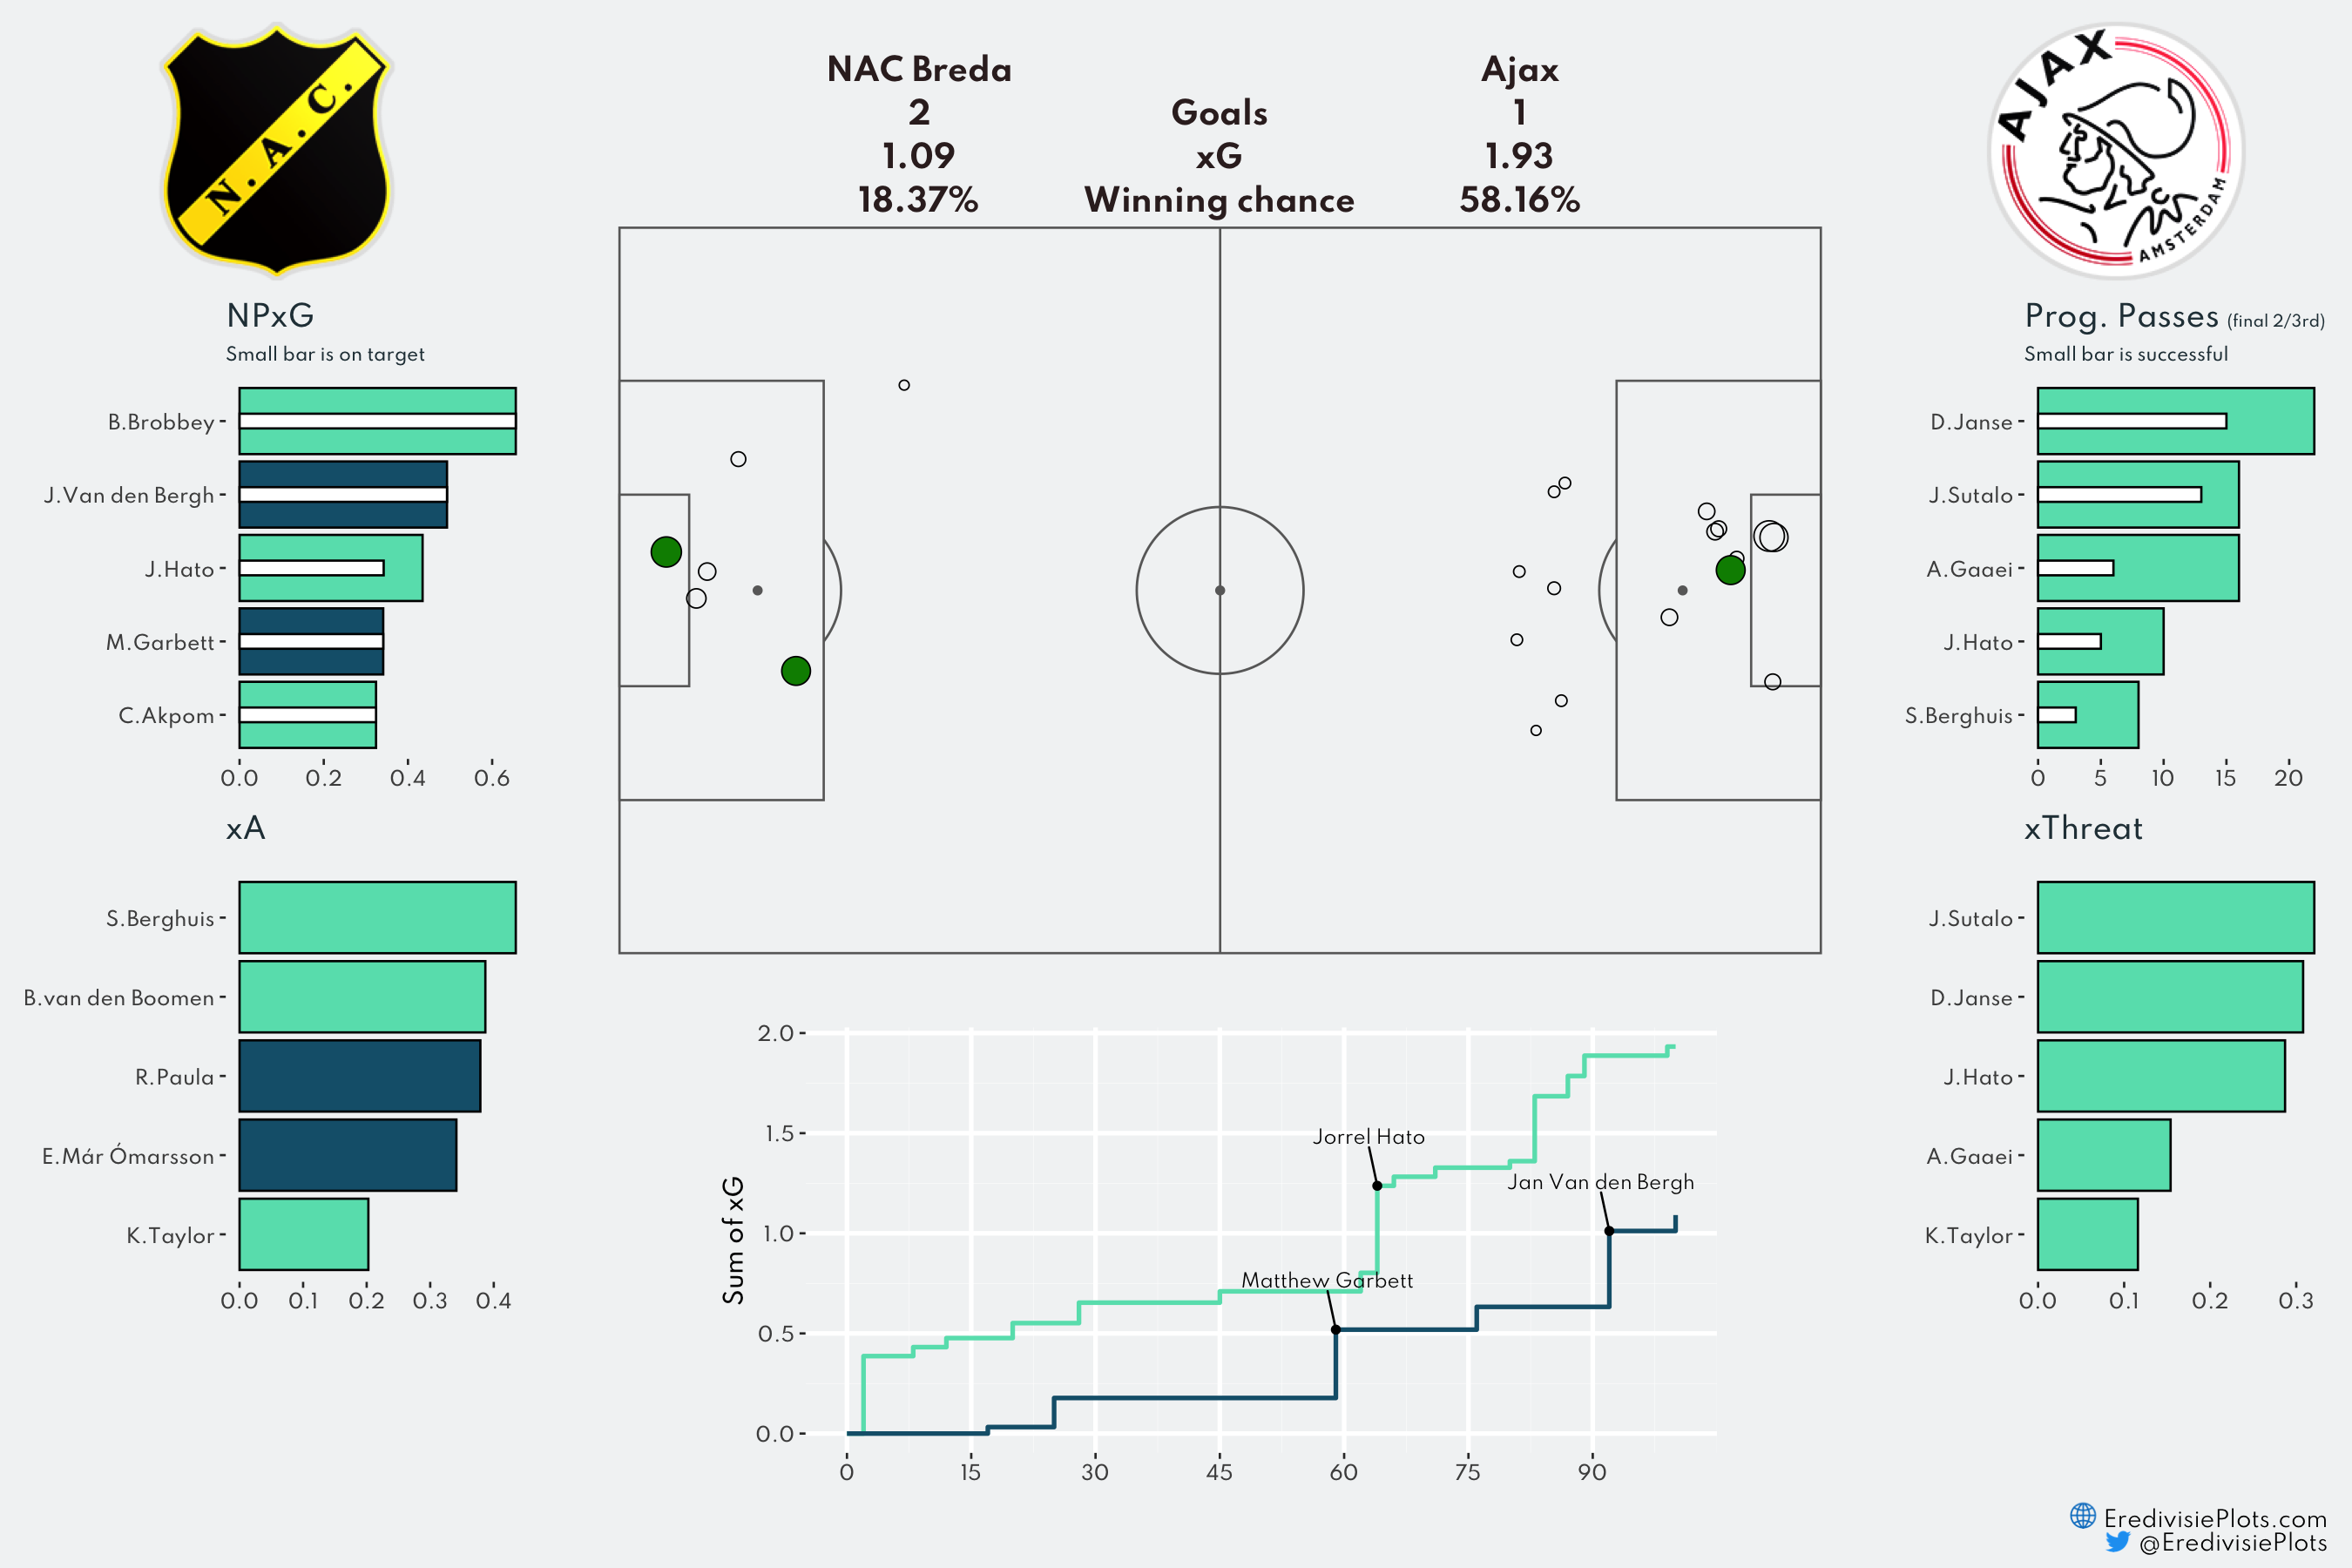 N.A.C.
NAC Breda
Ajax
2
Goals
1
1.09
xG
1.93
18.37%
Winning chance
58.16%
AJAX
AMSTERDAM
NPxG
Small bar is on target
B.Brobbey
J.Van den Bergh
J.Hato
M.Garbett
C.Akpom
0.0 0.2 0.4 0.6
xA
S.Berghuis
B.van den Boomen
R.Paula
E.Már Ómarsson
K.Taylor
0.0 0.1 0.2 0.3 0.4
Sum of xG
2.0
1.5
1.0
0.5
0.0
Jorrel Hato
Jan Van den Bergh
Matthew Garbett
0 15 30 45 60 75 90
Prog. Passes (final 2/3rd)
Small bar is successful
D.Janse
J.Sutalo
A.Gaaei
J.Hato
S.Berghuis
0 5 10 15 20
xThreat
J.Sutalo
D.Janse
J.Hato
A.Gaaei
K.Taylor
0.0 0.1 0.2 0.3
EredivisiePlots.com
@EredivisiePlots